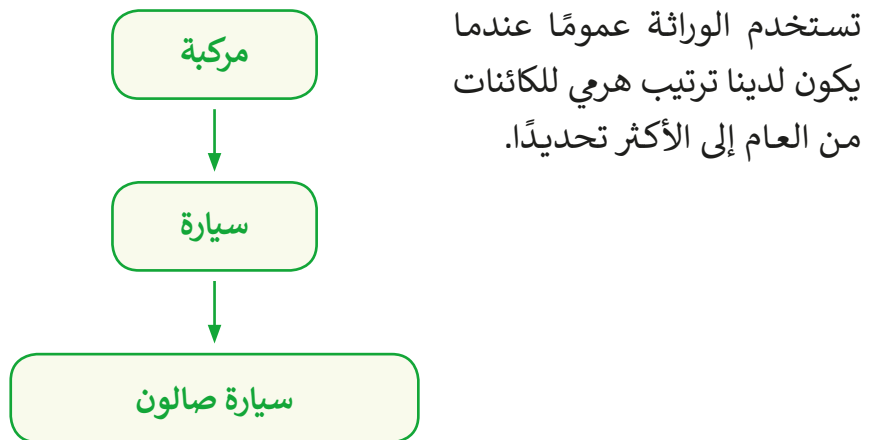 تستخدم الوراثة عمومًا عندما
يكون لدينا ترتيب هرمي للكائنات
من العام إلى الأكثر تحديدًا.
مركبة
سيارة
سيارة صالون